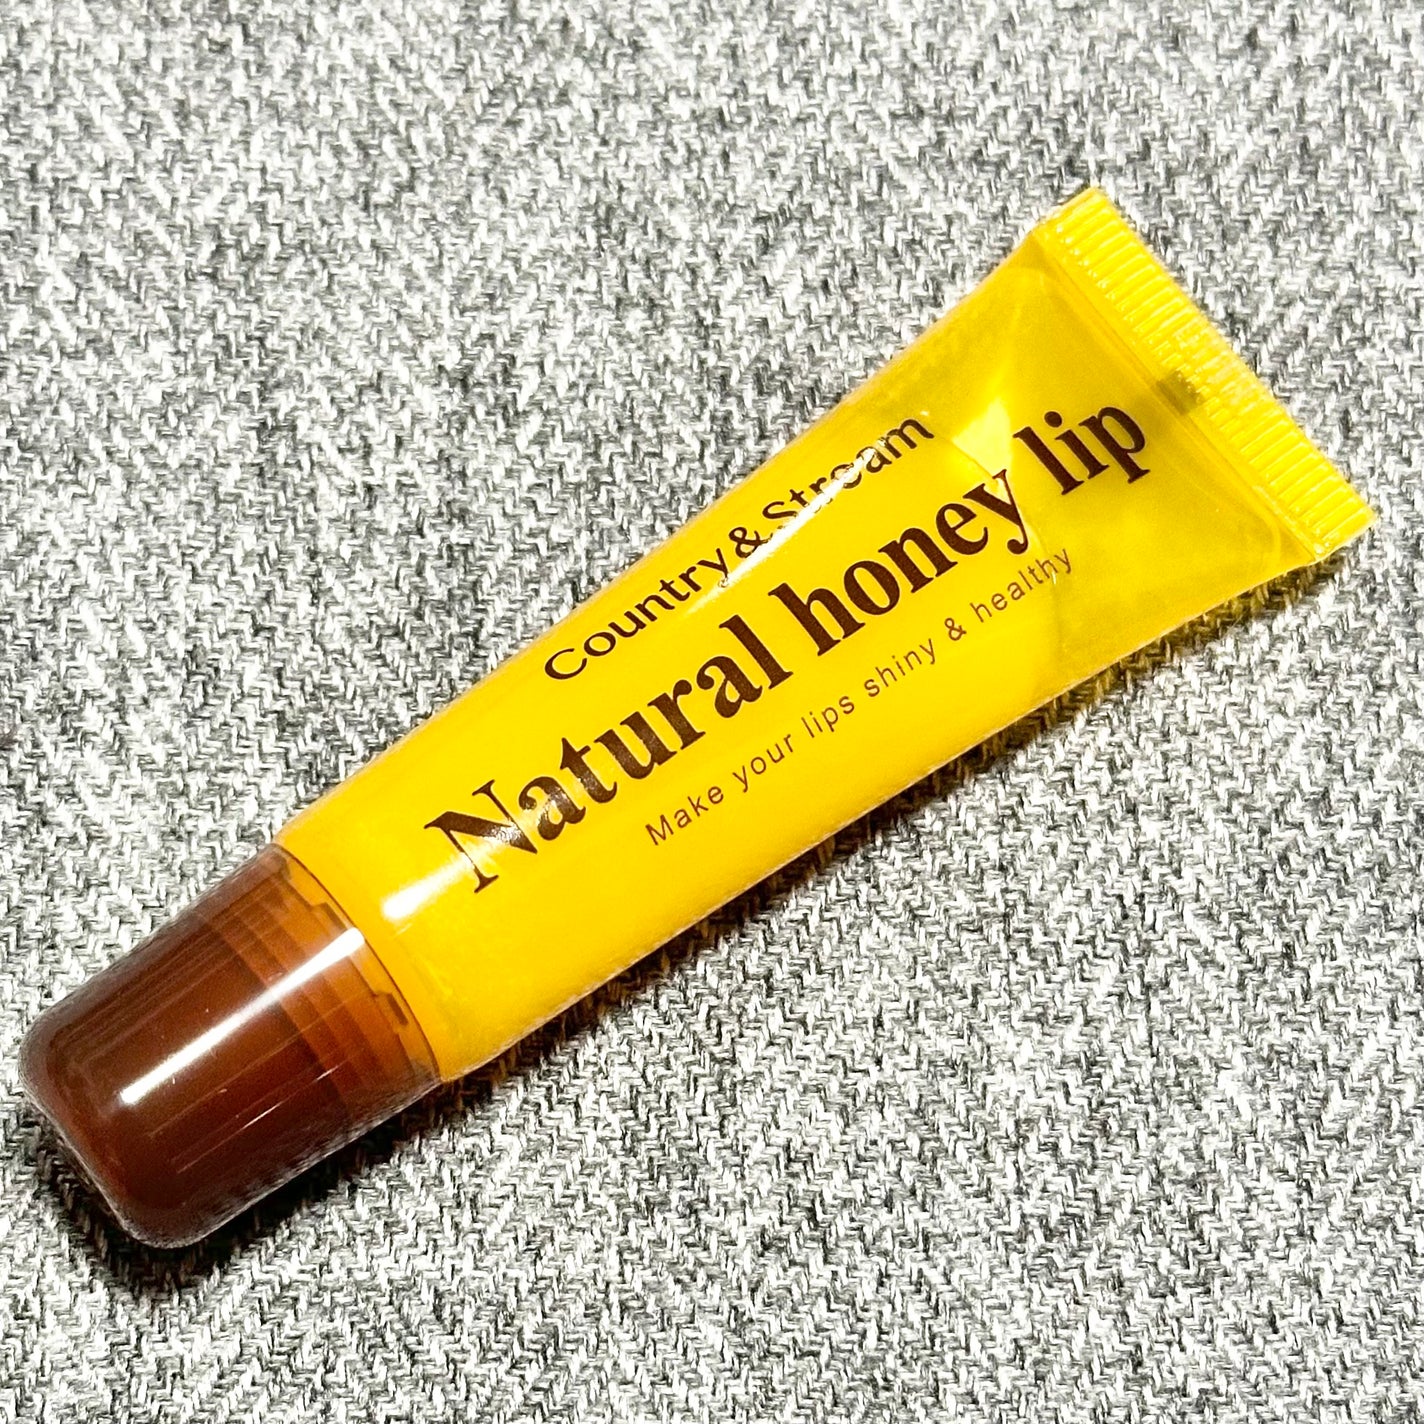 Country & Stream
Natural honey lip
Make your lips shiny & healthy